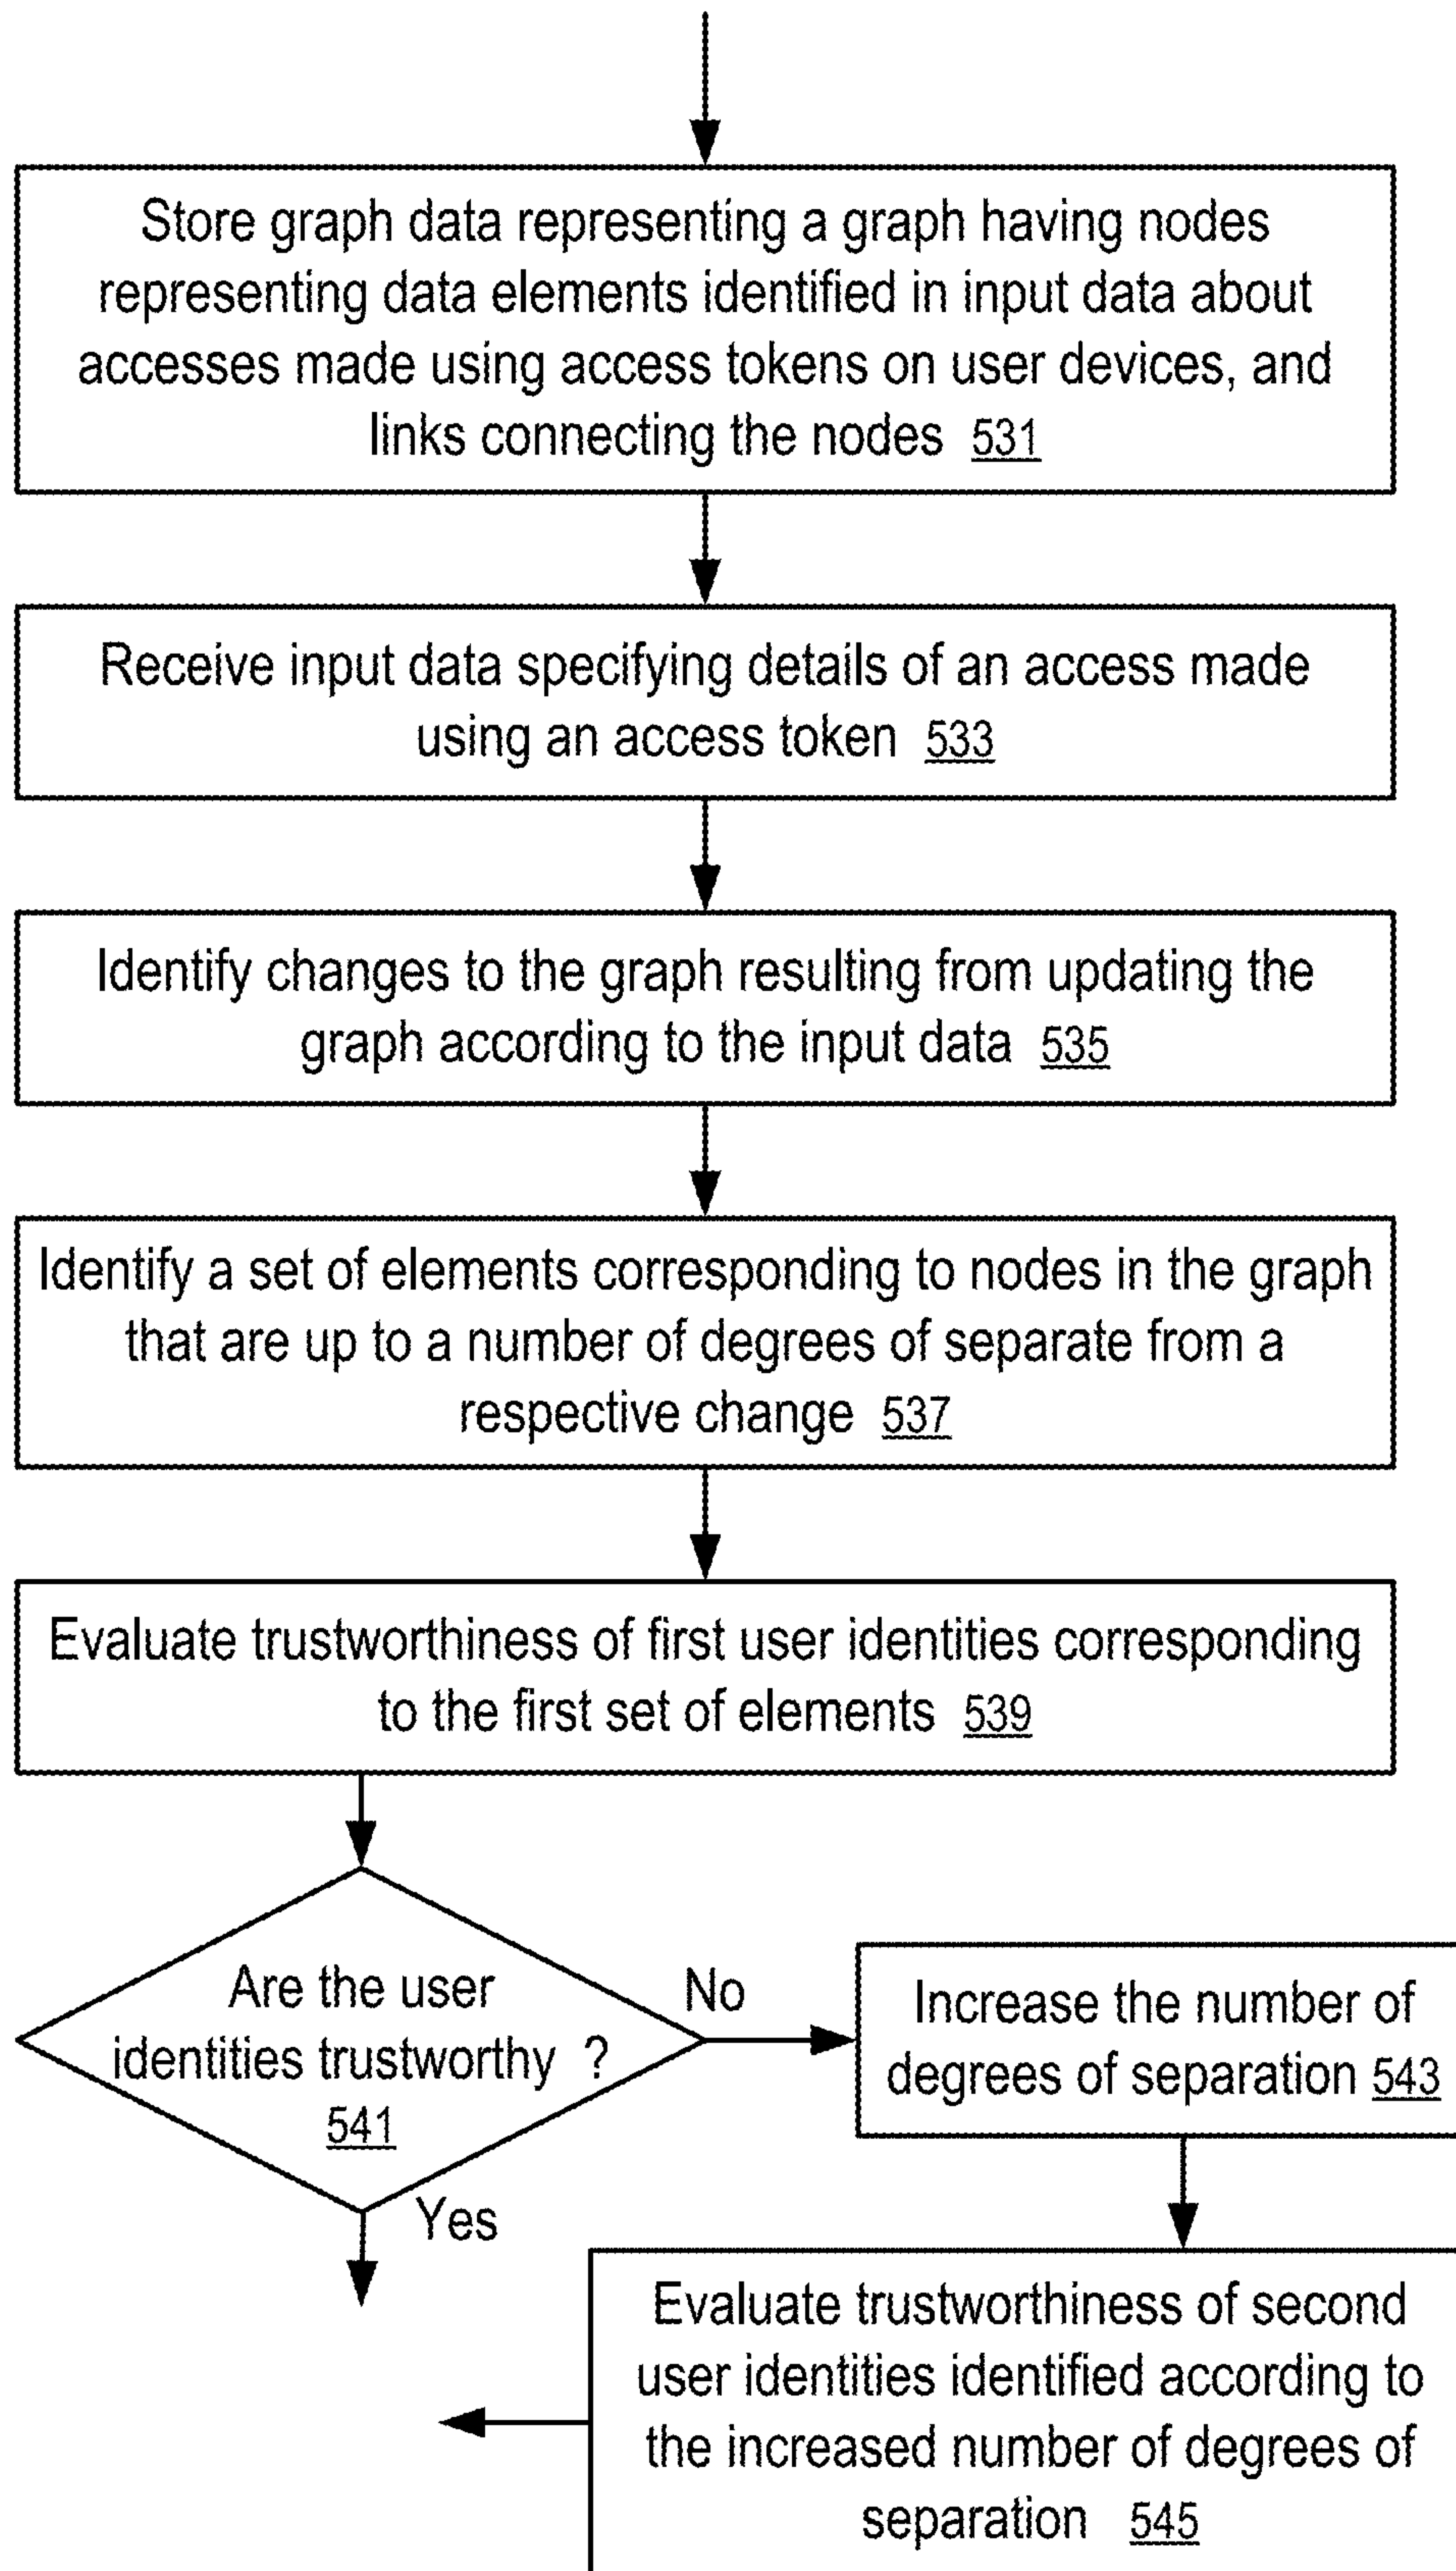 Store graph data representing a graph having nodes
representing data elements identified in input data about
accesses made using access tokens on user devices, and
links connecting the nodes 531
Receive input data specifying details of an access made
using an access token 533
Identify changes to the graph resulting from updating the
graph according to the input data 535
Identify a set of elements corresponding to nodes in the graph
that are up to a number of degrees of separate from a
respective change 537
Evaluate trustworthiness of first user identities corresponding
to the first set of elements 539
Are the user
identities trustworthy ?
541
No
Yes
Increase the number of
degrees of separation 543
Evaluate trustworthiness of second
user identities identified according to
the increased number of degrees of
separation 545